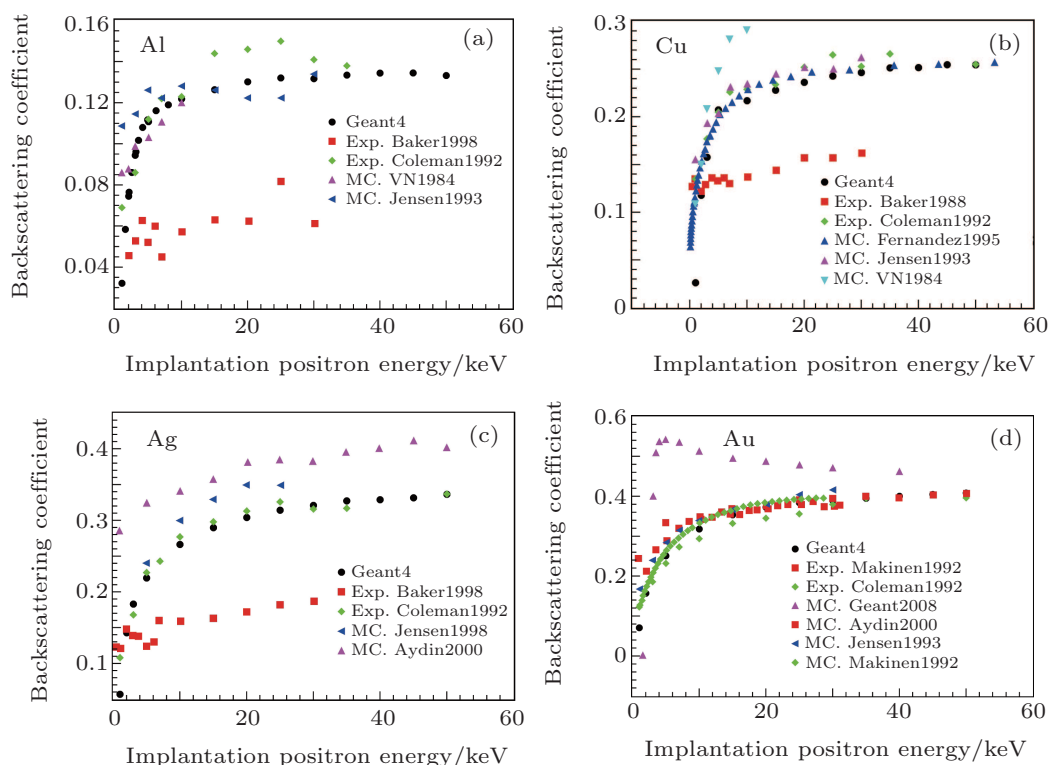 0.16
0.12
0.08
0.04
Al
(a)
Geant4
Exp. Baker1998
Exp. Coleman1992
MC. VN1984
MC. Jensen1993
0
20
40
60
Backscattering coefficient
Implantation positron energy/keV
0.3
0.2
0.1
0
Cu
(b)
Geant4
Exp. Baker1988
Exp. Coleman1992
MC. Fernandez1995
MC. Jensen1993
MC. VN1984
0
20
40
60
Backscattering coefficient
Implantation positron energy/keV
0.4
0.3
0.2
0.1
Ag
(c)
Geant4
Exp. Baker1998
Exp. Coleman1992
MC. Jensen1998
MC. Aydin2000
0
20
40
60
Backscattering coefficient
Implantation positron energy/keV
0.6
0.4
0.2
0
Au
(d)
Geant4
Exp. Makinen1992
Exp. Coleman1992
MC. Geant2008
MC. Aydin2000
MC. Jensen1993
MC. Makinen1992
0
20
40
60
Backscattering coefficient
Implantation positron energy/keV